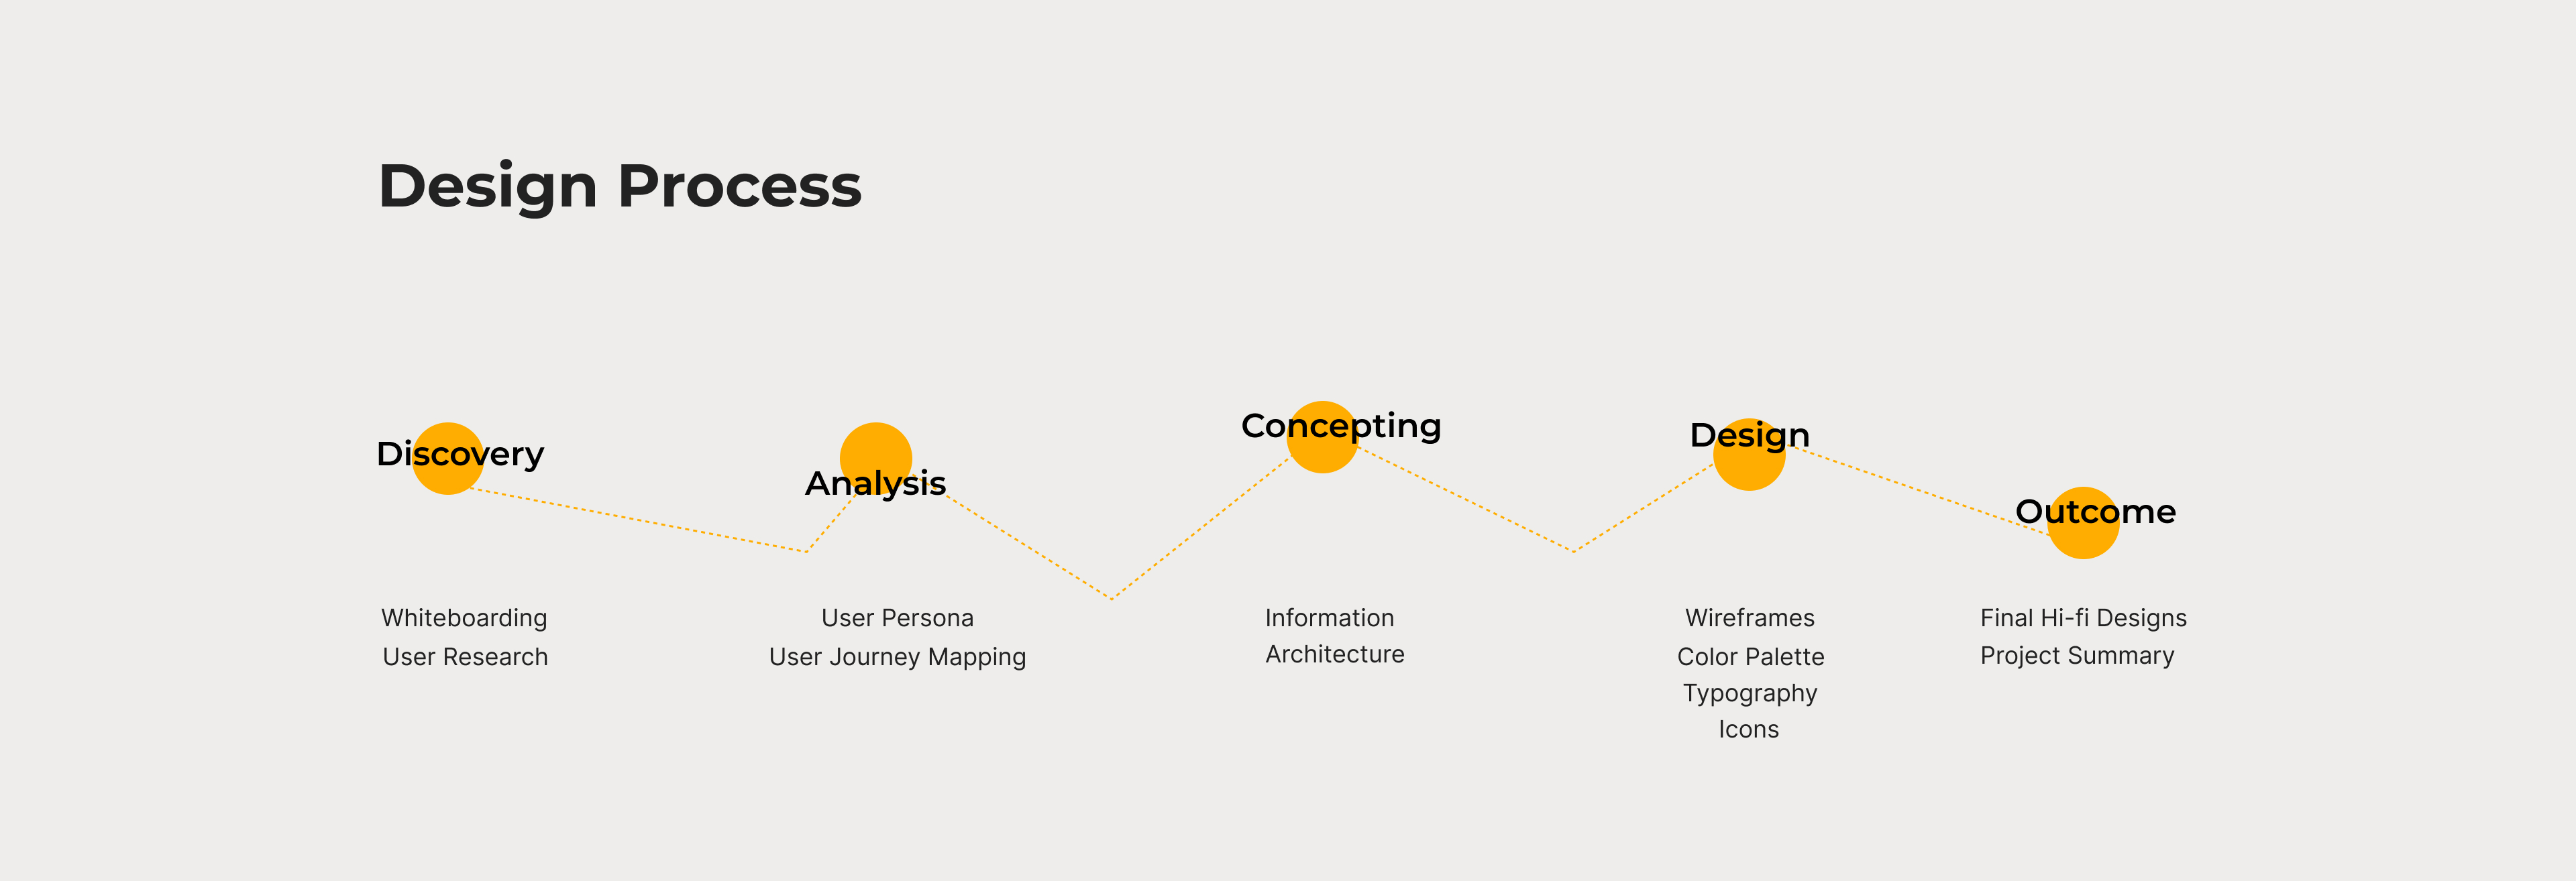 Design Process
Discovery
Whiteboarding
User Research
Analysis
User Persona
User Journey Mapping
Concepting
Information
Architecture
Design
Wireframes
Color Palette
Typography
Icons
Outcome
Final Hi-fi Designs
Project Summary